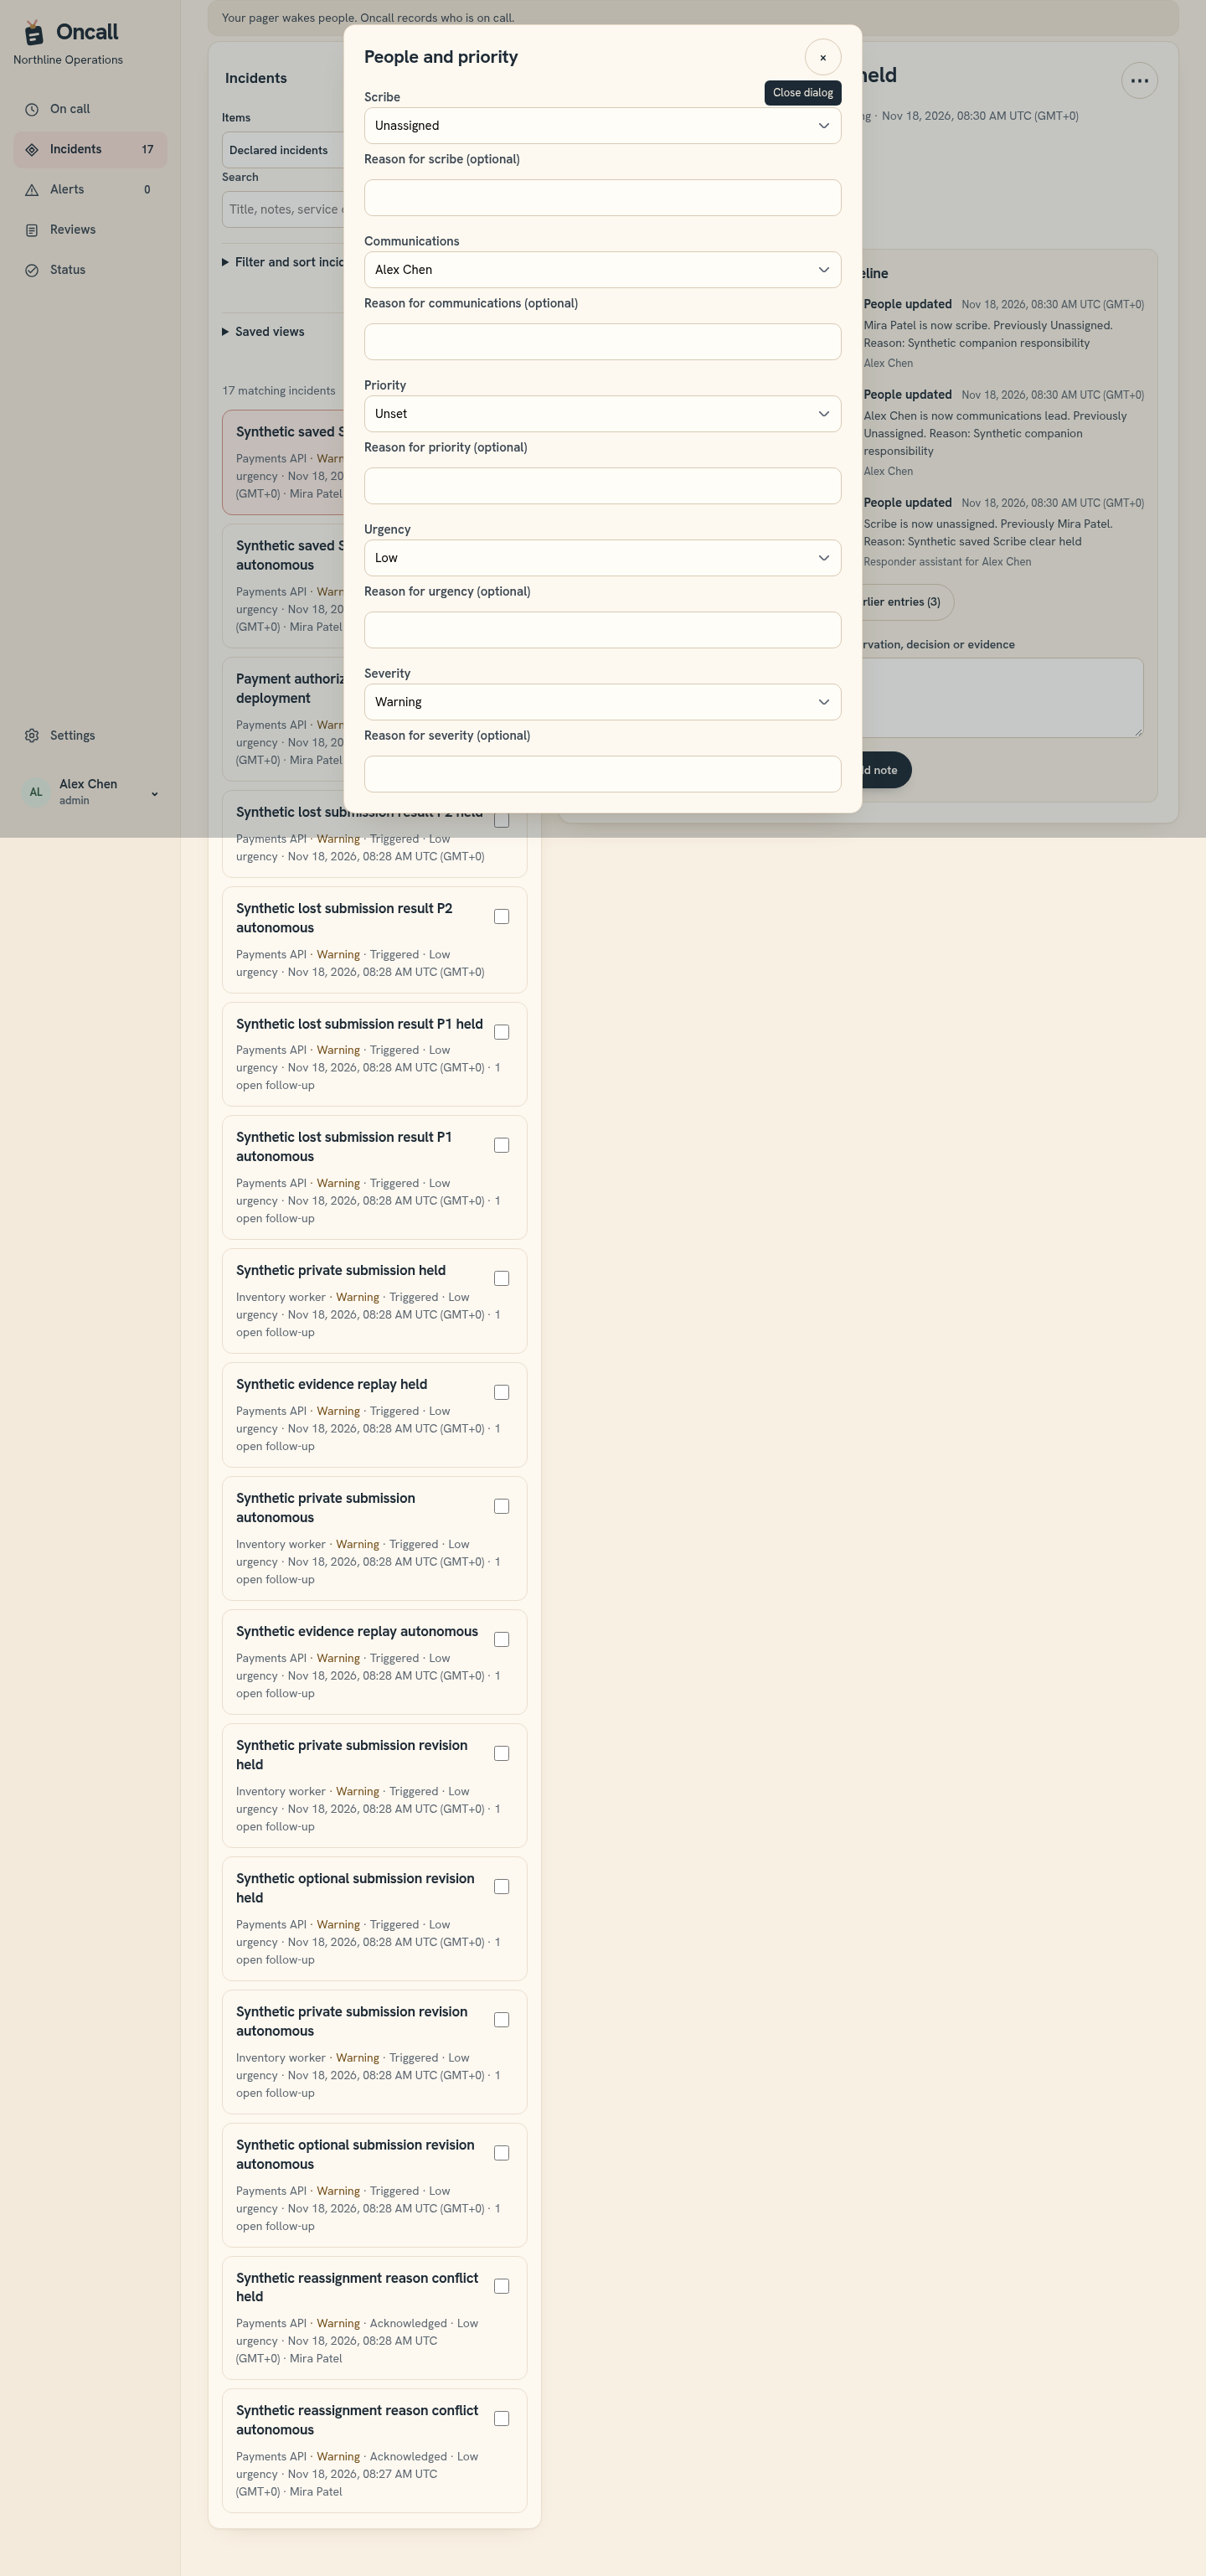 Oncall
Northline Operations
On call
Incidents 17
Alerts 0
Reviews
Status
Settings
AL
Alex Chen
admin
Your pager wakes people. Oncall records who is on call.
Incidents
Items
Declared incidents
Search
Title, notes, service
Filter and sort
Saved views
17 matching incidents
Synthetic saved
Payments API ·
urgency · Nov 18,
(GMT+0) · Mira Patel
Synthetic saved
autonomous
Payments API ·
urgency · Nov 18,
(GMT+0) · Mira Patel
Payment
deployment
Payments API ·
urgency · Nov 18,
(GMT+0) · Mira Patel
Synthetic lost submission result P2 held
Payments API · Warning · Triggered · Low
urgency · Nov 18, 2026, 08:28 AM UTC (GMT+0)
Synthetic lost submission result P2
autonomous
Payments API · Warning · Triggered · Low
urgency · Nov 18, 2026, 08:28 AM UTC (GMT+0)
Synthetic lost submission result P1 held
Payments API · Warning · Triggered · Low
urgency · Nov 18, 2026, 08:28 AM UTC (GMT+0) · 1
open follow-up
Synthetic lost submission result P1
autonomous
Payments API · Warning · Triggered · Low
urgency · Nov 18, 2026, 08:28 AM UTC (GMT+0) · 1
open follow-up
Synthetic private submission held
Inventory worker · Warning · Triggered · Low
urgency · Nov 18, 2026, 08:28 AM UTC (GMT+0) · 1
open follow-up
Synthetic evidence replay held
Payments API · Warning · Triggered · Low
urgency · Nov 18, 2026, 08:28 AM UTC (GMT+0) · 1
open follow-up
Synthetic private submission
autonomous
Inventory worker · Warning · Triggered · Low
urgency · Nov 18, 2026, 08:28 AM UTC (GMT+0) · 1
open follow-up
Synthetic evidence replay autonomous
Payments API · Warning · Triggered · Low
urgency · Nov 18, 2026, 08:28 AM UTC (GMT+0) · 1
open follow-up
Synthetic private submission revision
held
Inventory worker · Warning · Triggered · Low
urgency · Nov 18, 2026, 08:28 AM UTC (GMT+0) · 1
open follow-up
Synthetic optional submission revision
held
Payments API · Warning · Triggered · Low
urgency · Nov 18, 2026, 08:28 AM UTC (GMT+0) · 1
open follow-up
Synthetic private submission revision
autonomous
Inventory worker · Warning · Triggered · Low
urgency · Nov 18, 2026, 08:28 AM UTC (GMT+0) · 1
open follow-up
Synthetic optional submission revision
autonomous
Payments API · Warning · Triggered · Low
urgency · Nov 18, 2026, 08:28 AM UTC (GMT+0) · 1
open follow-up
Synthetic reassignment reason conflict
held
Payments API · Warning · Acknowledged · Low
urgency · Nov 18, 2026, 08:28 AM UTC
(GMT+0) · Mira Patel
Synthetic reassignment reason conflict
autonomous
Payments API · Warning · Acknowledged · Low
urgency · Nov 18, 2026, 08:27 AM UTC
(GMT+0) · Mira Patel
People and priority
×
Close dialog
Scribe
Unassigned
Reason for scribe (optional)
Communications
Alex Chen
Reason for communications (optional)
Priority
Unset
Reason for priority (optional)
Urgency
Low
Reason for urgency (optional)
Severity
Warning
Reason for severity (optional)
held
· Nov 18, 2026, 08:30 AM UTC (GMT+0)
People updated Nov 18, 2026, 08:30 AM UTC (GMT+0)
Mira Patel is now scribe. Previously Unassigned.
Reason: Synthetic companion responsibility
Alex Chen
People updated Nov 18, 2026, 08:30 AM UTC (GMT+0)
Alex Chen is now communications lead. Previously
Unassigned. Reason: Synthetic companion
responsibility
Alex Chen
People updated Nov 18, 2026, 08:30 AM UTC (GMT+0)
Scribe is now unassigned. Previously Mira Patel.
Reason: Synthetic saved Scribe clear held
Responder assistant for Alex Chen
entries (3)
decision or evidence
note